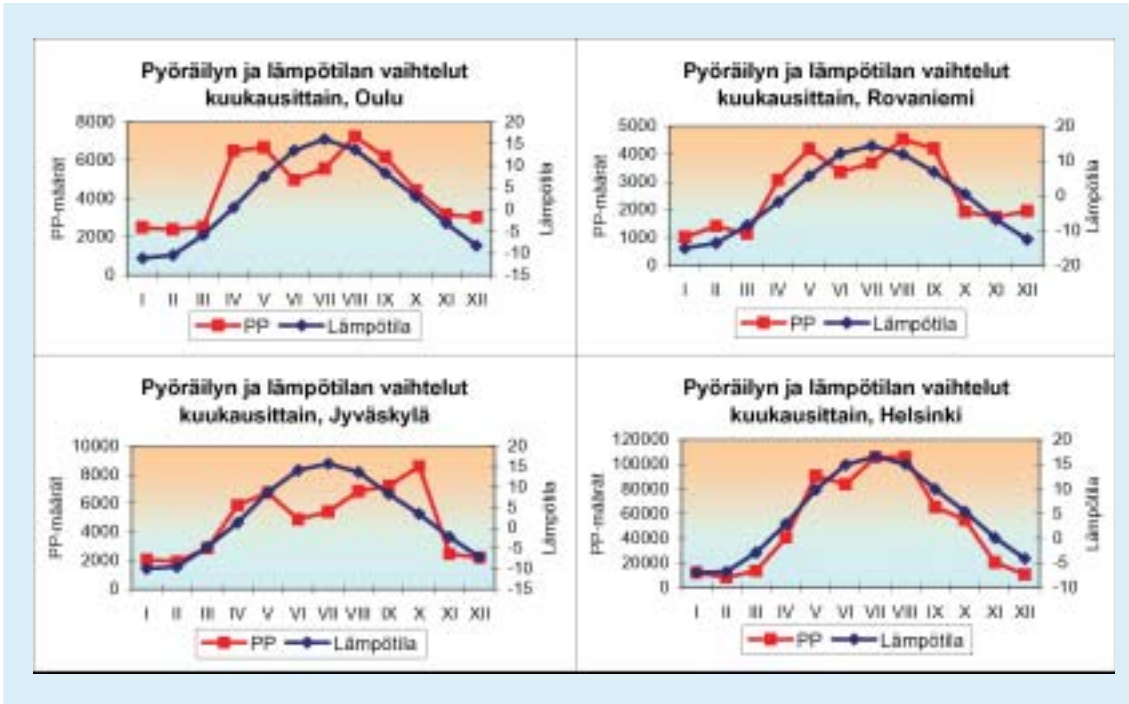 Pyöräilyn ja lämpötilan vaihtelut
kuukausittain, Oulu
PP-määrät
8000
6000
4000
2000
0
20
15
10
5
0
-5
-10
-15
Lämpötila
I II III IV V VI VII VIII IX X XI XII
PP Lämpötila
Pyöräilyn ja lämpötilan vaihtelut
kuukausittain, Rovaniemi
PP-määrät
5000
4000
3000
2000
1000
0
20
10
0
-10
-20
Lämpötila
I II III IV V VI VII VIII IX X XI XII
PP Lämpötila
Pyöräilyn ja lämpötilan vaihtelut
kuukausittain, Jyväskylä
PP-määrät
10000
8000
6000
4000
2000
0
20
15
10
5
0
-5
-10
-15
Lämpötila
I II III IV V VI VII VIII IX X XI XII
PP Lämpötila
Pyöräilyn ja lämpötilan vaihtelut
kuukausittain, Helsinki
PP-määrät
120000
100000
80000
60000
40000
20000
0
20
15
10
5
0
-5
-10
Lämpötila
I II III IV V VI VII VIII IX X XI XII
PP Lämpötila